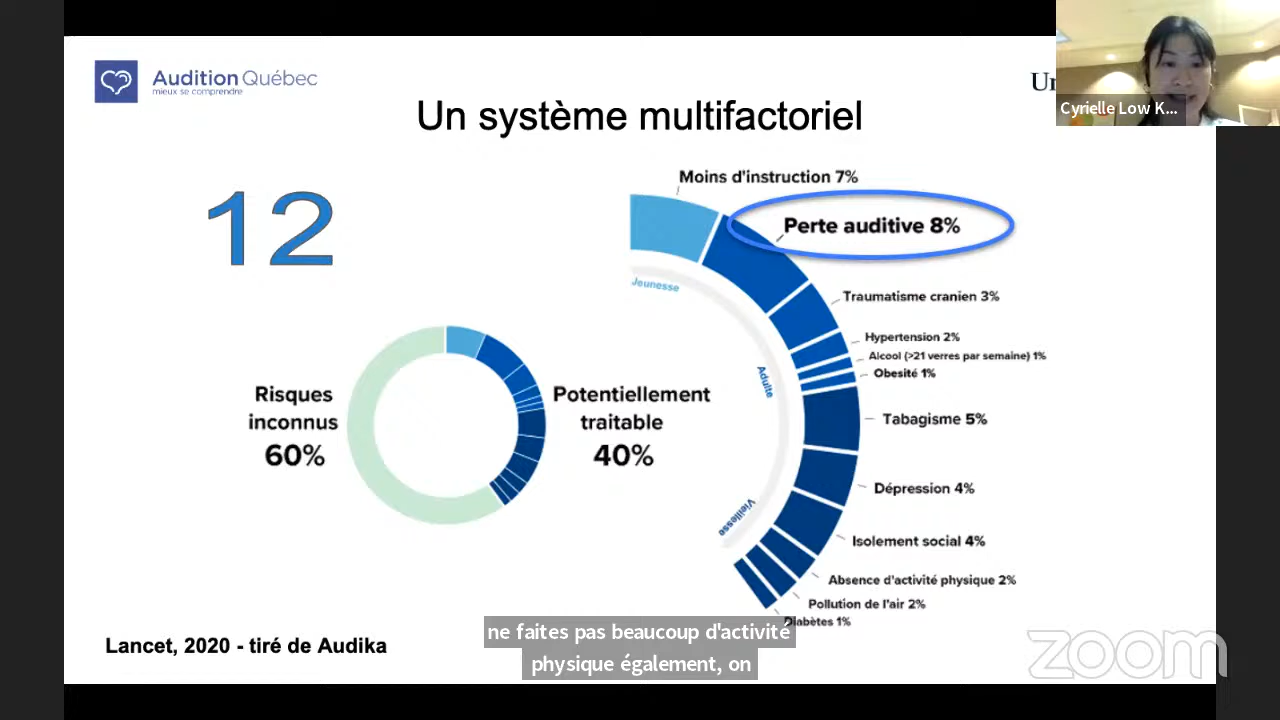 Audition Québec
mieux se comprendre
Un système multifactoriel
Cyrielle Low K...
12
Moins d'instruction 7%
Perte auditive 8%
Jeunesse
Traumatisme cranien 3%
Hypertension 2%
Alcool (>21 verres par semaine) 1%
Obesité 1%
Adulte
Tabagisme 5%
Risques
inconnus
60%
Potentiellement
traitable
40%
Dépression 4%
Vieillesse
Isolement social 4%
Absence d'activité physique 2%
Pollution de l'air 2%
Diabètes 1%
ne faites pas beaucoup d'activité
physique également, on
Lancet, 2020 - tiré de Audika
zoom